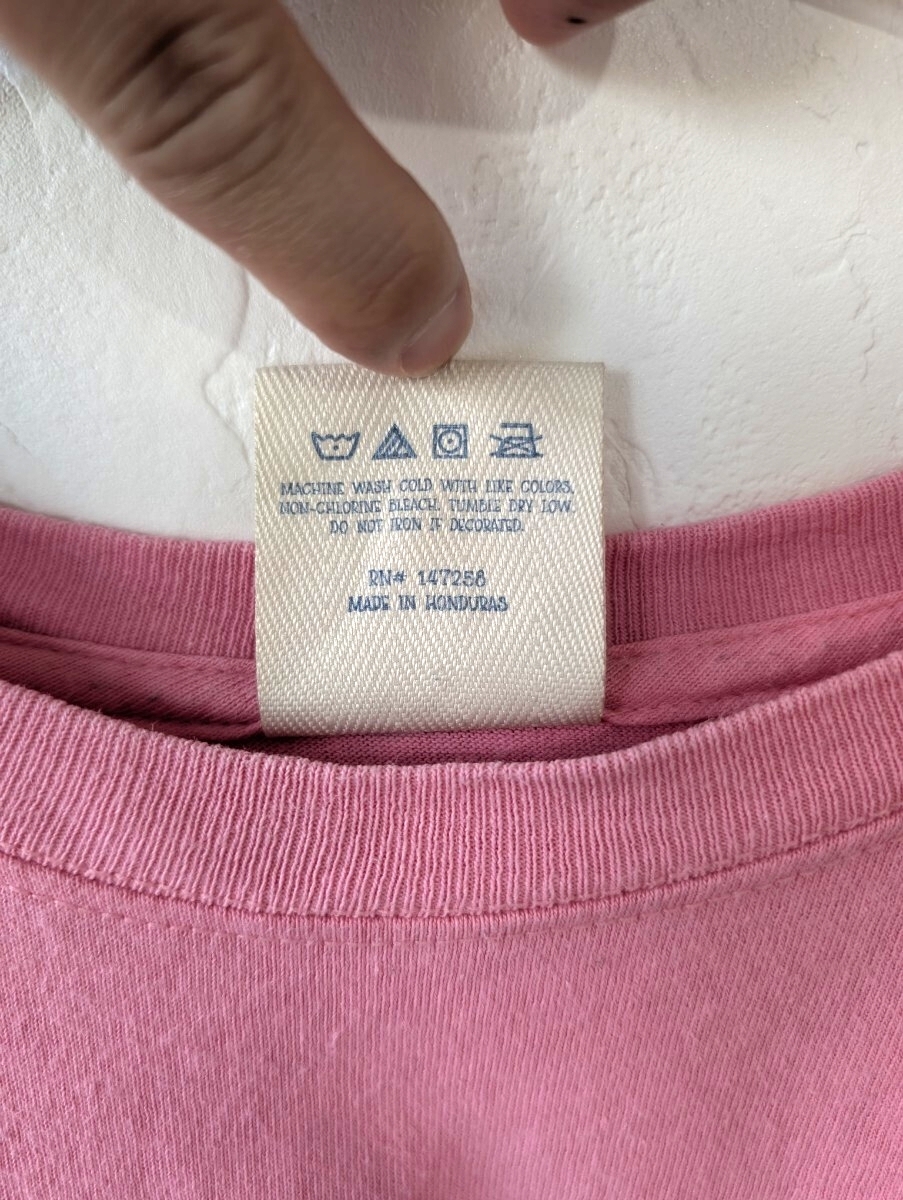 MACHINE WASH COLD WITH LIKE COLORS,
NON-CHLORINE BLEACH, TUMBLE DRY LOW.
DO NOT IRON IF DECORATED.
RN# 147258
MADE IN HONDURAS